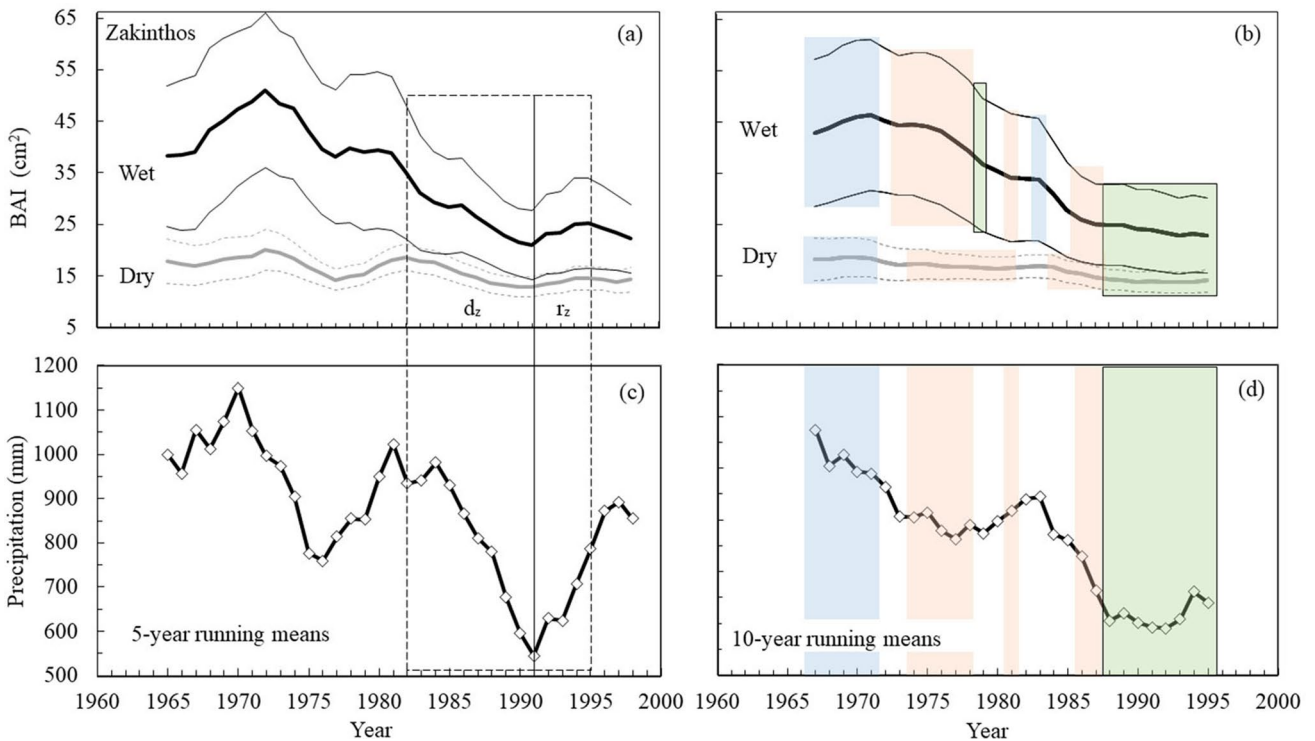 65
Zakinthos
(a)
(b)
55
45
Wet
Wet
35
BAI (cm²)
25
Dry
Dry
15
d_z
r_z
5
1200
(c)
(d)
1100
1000
900
800
Precipitation (mm)
700
600
5-year running means
10-year running means
500
1960 1965 1970 1975 1980 1985 1990 1995 2000
1960 1965 1970 1975 1980 1985 1990 1995 2000
Year
Year